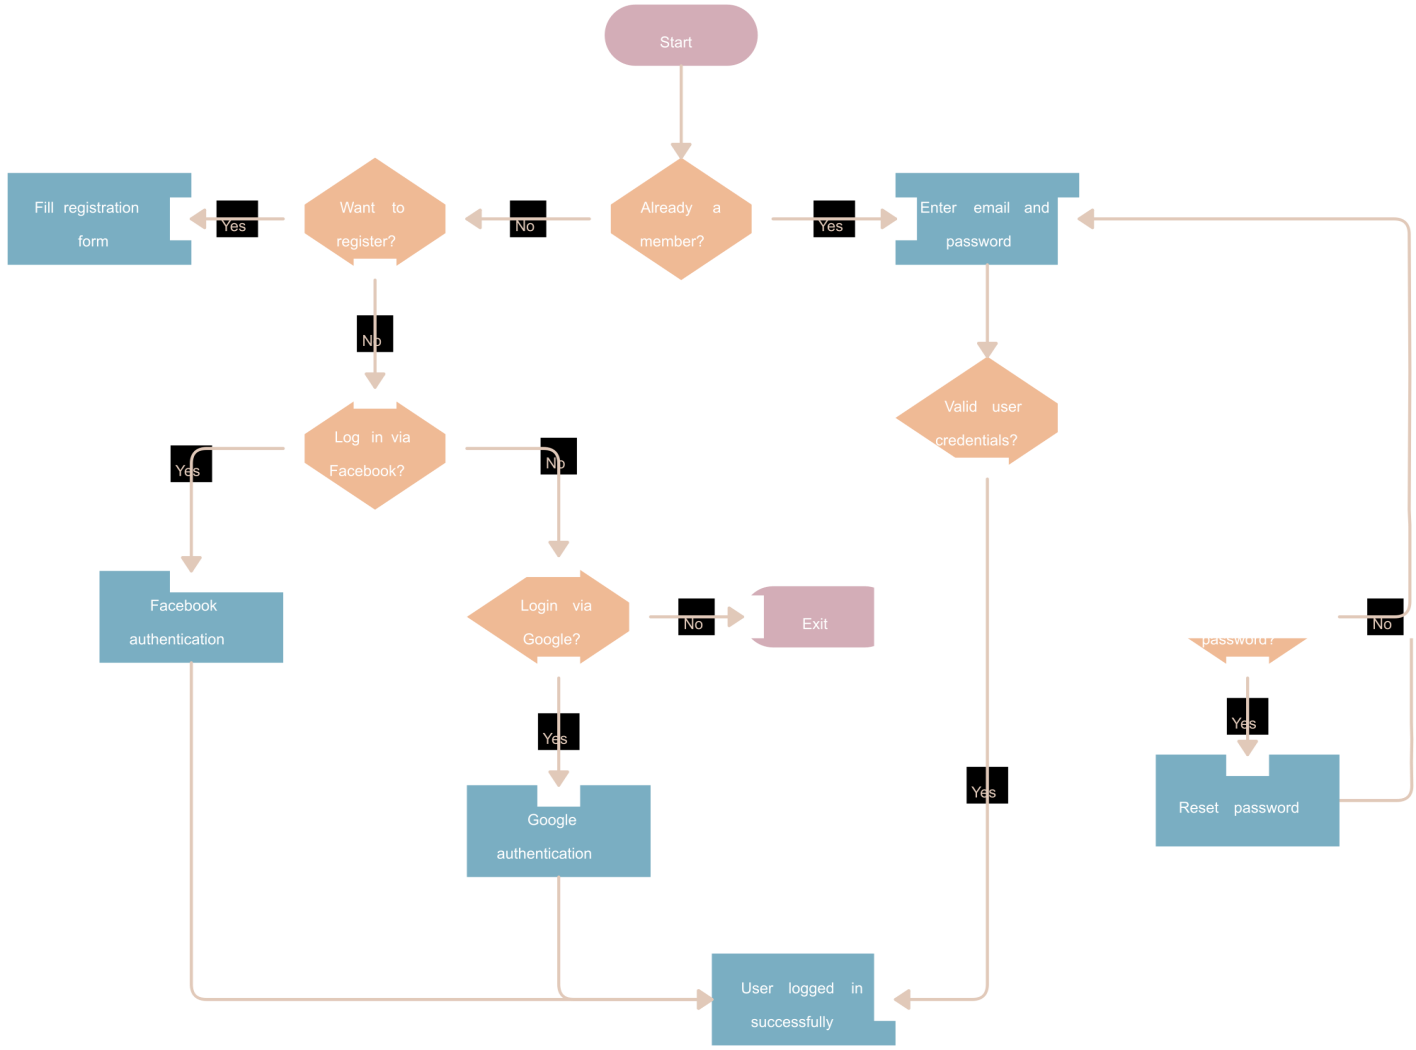 Start
Fill registration
form
Yes
Want to
register?
No
Already a
member?
Yes
Enter email and
password
No
Valid user
credentials?
Log in via
Facebook?
Yes
No
Facebook
authentication
Login via
Google?
No
Exit
password?
No
Yes
Yes
Yes
Reset password
Google
authentication
User logged in
successfully